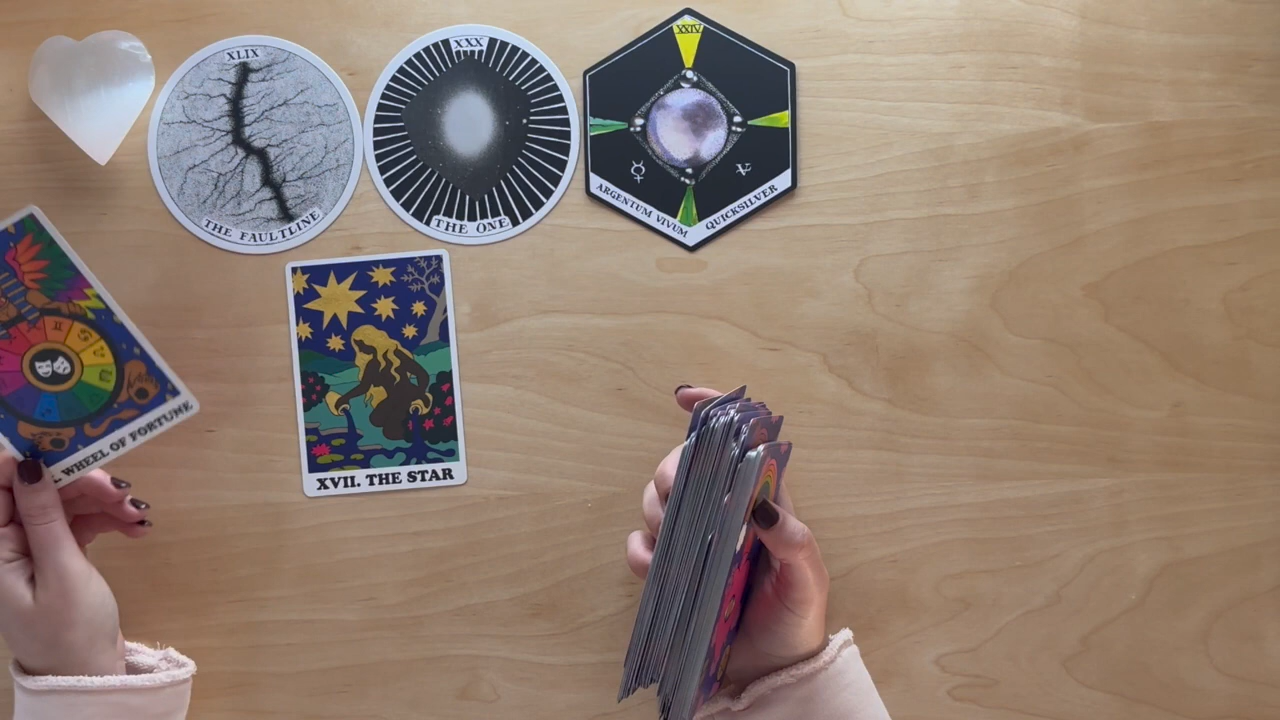 XLIX
THE FAULTLINE
XXX
THE ONE
XXIV
ARGENTUM VIVUM QUICKSILVER
XVII. THE STAR
WHEEL OF FORTUNE